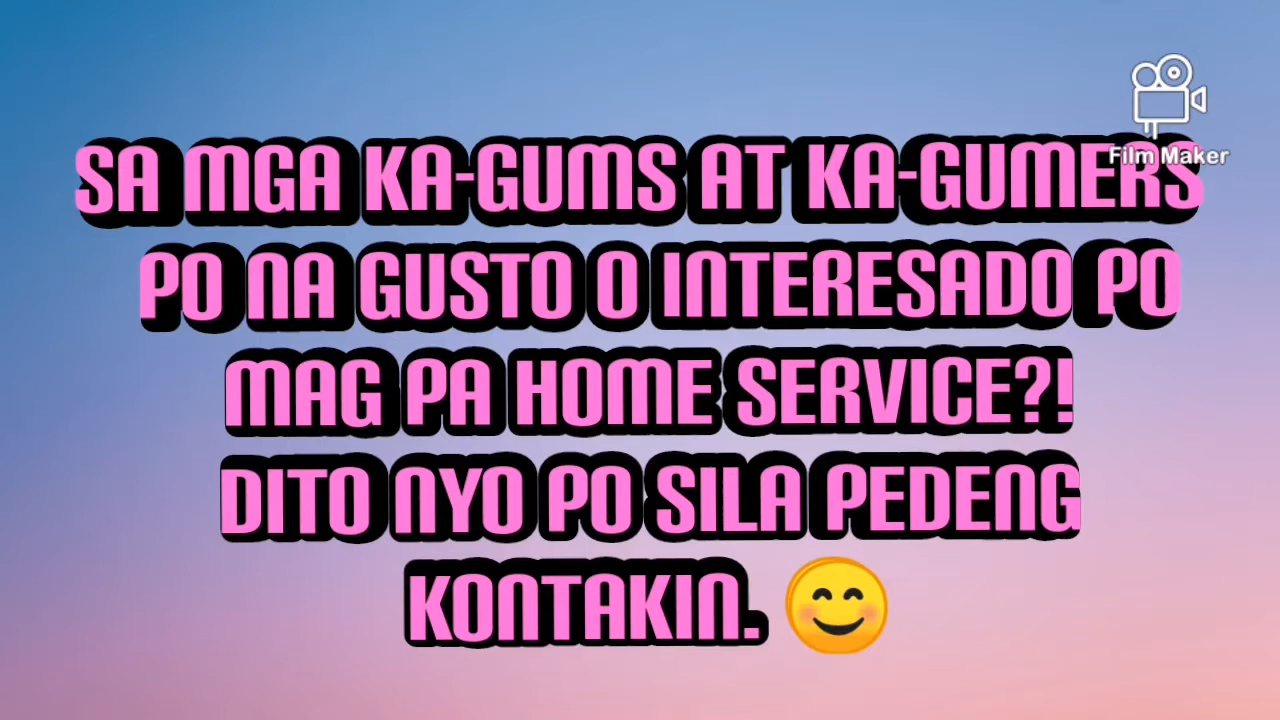 Film Maker
SA MGA KA-GUMS AT KA-GUMERS
PO NA GUSTO O INTERESADO PO
MAG PA HOME SERVICE?!
DITO NYO PO SILA PEDENG
KONTAKIN. 😊